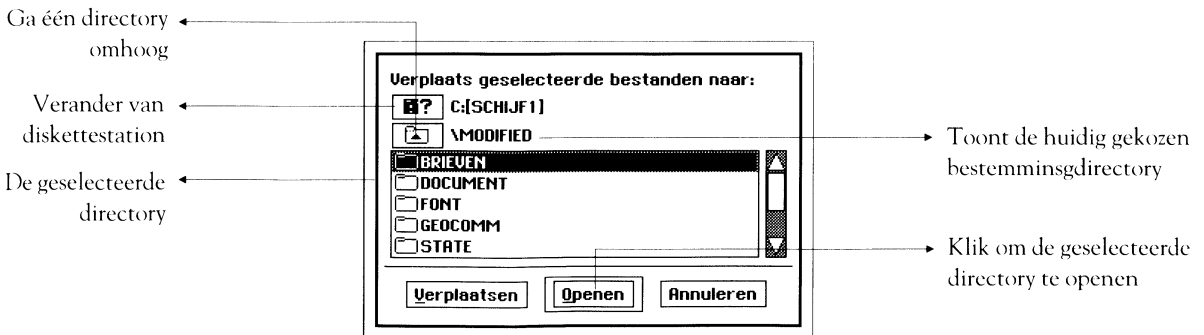 Ga één directory
omhoog
Verander van
diskettestation
De geselecteerde
directory
Verplaats geselecteerde bestanden naar:
? C:[SCHIJF1]
\MODIFIED
BRIEVEN
DOCUMENT
FONT
GEOCOMM
STATE
Verplaatsen
Openen
Annuleren
Toont de huidig gekozen
bestemminsgdirectory
Klik om de geselecteerde
directory te openen